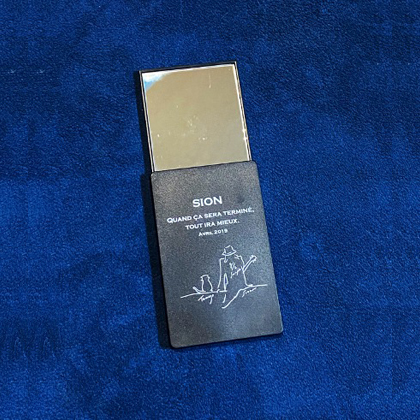 SION
QUAND ÇA SERA TERMINÉ,
TOUT IRA MIEUX.
AVRIL 2019